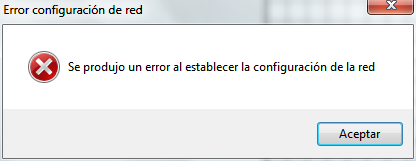 Error configuración de red
Se produjo un error al establecer la configuración de la red
Aceptar